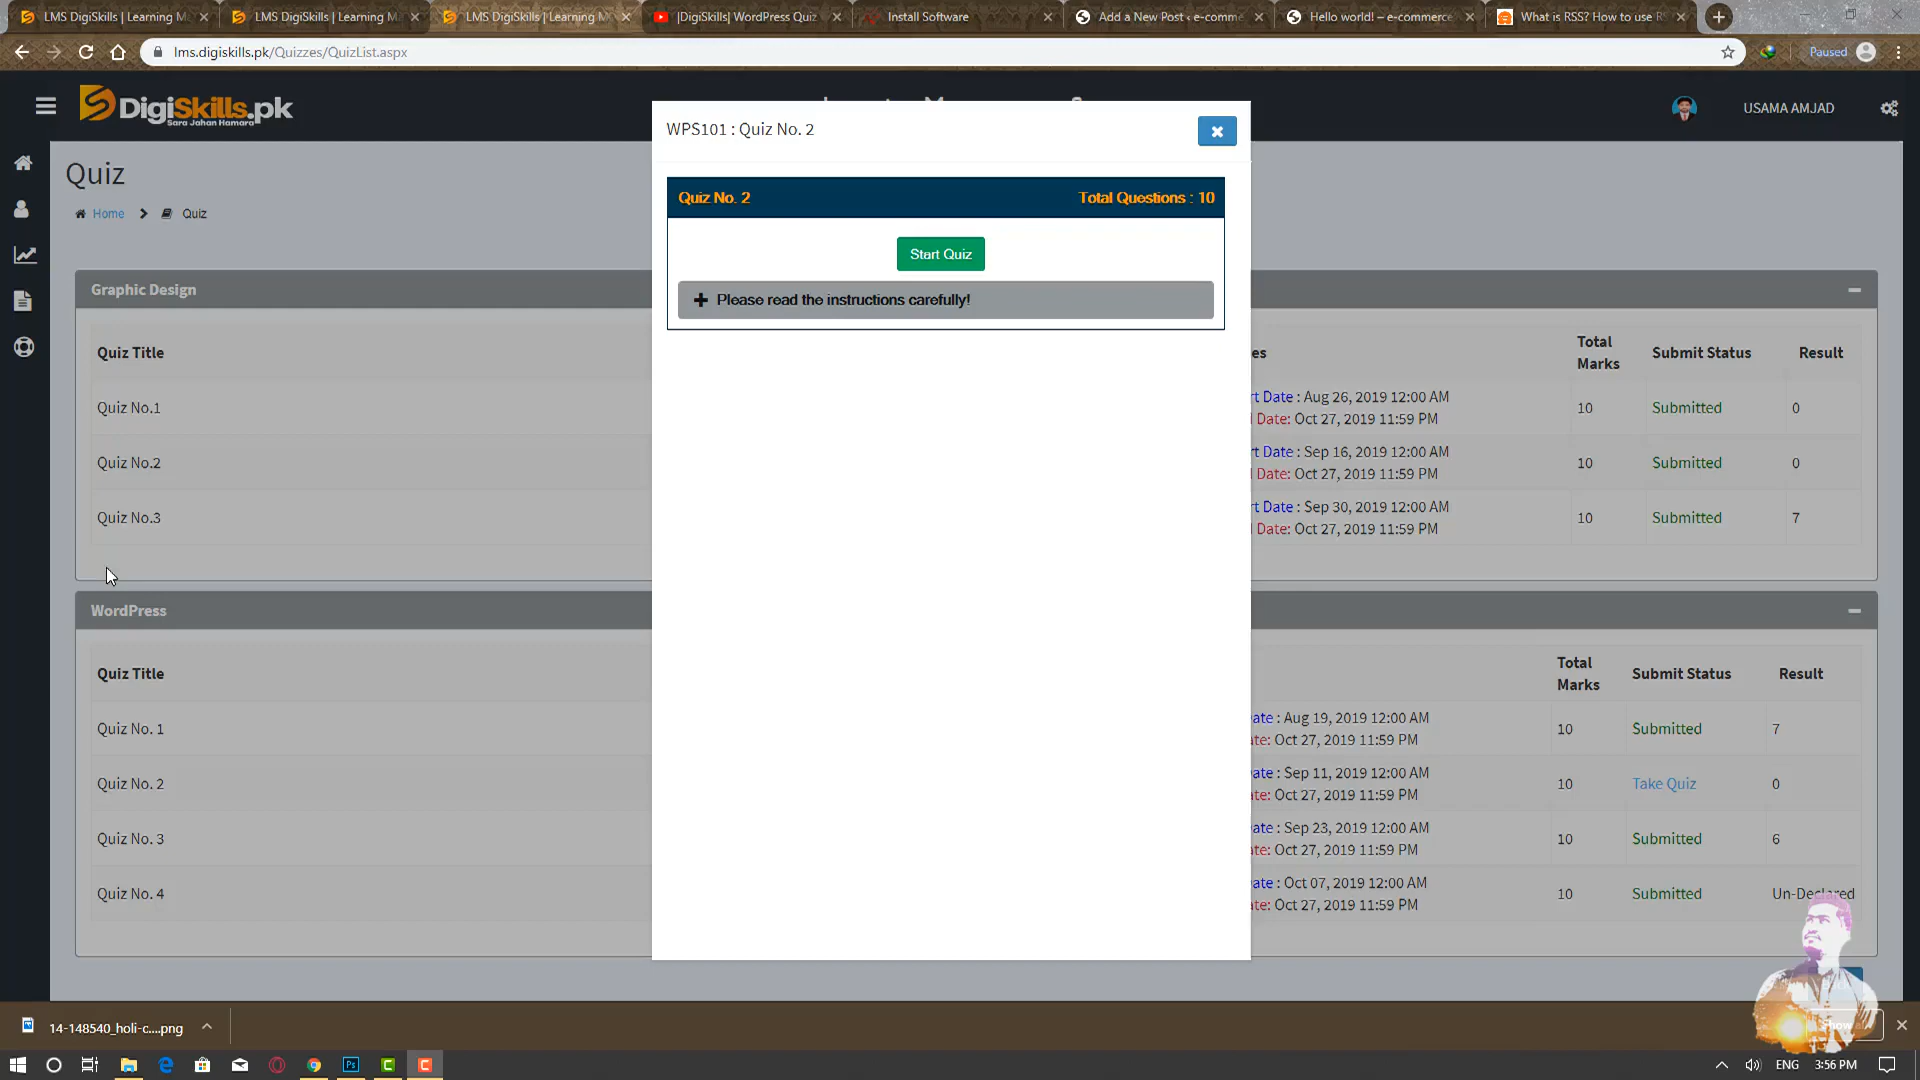 LMS DigiSkills | Learning Ma
LMS DigiSkills | Learning Ma
LMS DigiSkills | Learning M
|DigiSkills| WordPress Quiz
Install Software
Add a New Post ‹ e-comme
Hello world! – e-commerce
What is RSS? How to use RS
lms.digiskills.pk/Quizzes/QuizList.aspx
Paused
DigiSkills.pk
Sara Jahan Hamara
USAMA AMJAD
WPS101 : Quiz No. 2
Quiz No. 2
Total Questions : 10
Start Quiz
Please read the instructions carefully!
Quiz
Home
Quiz
Graphic Design
Quiz Title
es
Total Marks
Submit Status
Result
Quiz No.1
rt Date : Aug 26, 2019 12:00 AM
d Date: Oct 27, 2019 11:59 PM
10
Submitted
0
Quiz No.2
rt Date : Sep 16, 2019 12:00 AM
d Date: Oct 27, 2019 11:59 PM
10
Submitted
0
Quiz No.3
rt Date : Sep 30, 2019 12:00 AM
d Date: Oct 27, 2019 11:59 PM
10
Submitted
7
WordPress
Quiz Title
Total Marks
Submit Status
Result
Quiz No. 1
ate : Aug 19, 2019 12:00 AM
ate: Oct 27, 2019 11:59 PM
10
Submitted
7
Quiz No. 2
ate : Sep 11, 2019 12:00 AM
ate: Oct 27, 2019 11:59 PM
10
Take Quiz
0
Quiz No. 3
ate : Sep 23, 2019 12:00 AM
ate: Oct 27, 2019 11:59 PM
10
Submitted
6
Quiz No. 4
ate : Oct 07, 2019 12:00 AM
ate: Oct 27, 2019 11:59 PM
10
Submitted
Un-Declared
14-148540_holi-c....png
Show
ENG
3:56 PM